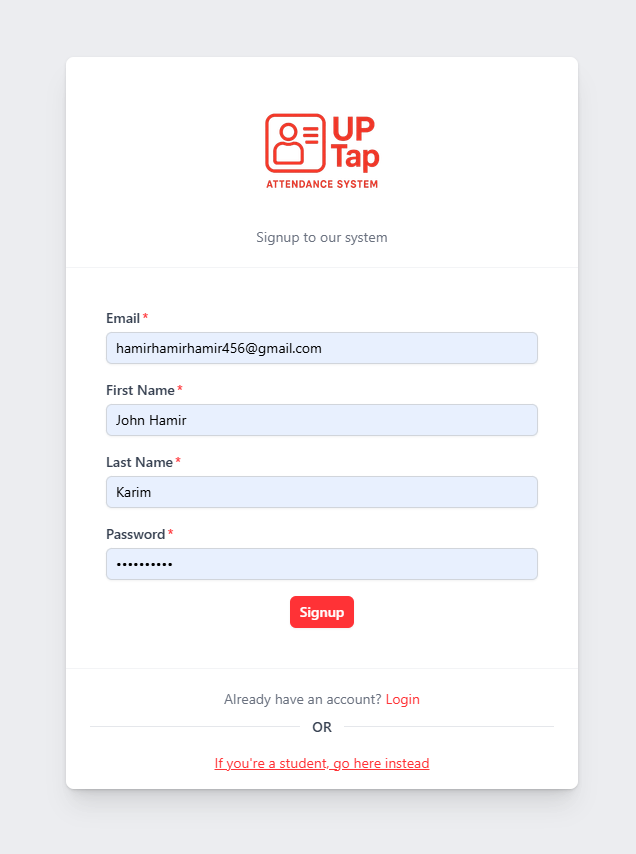 UP
Tap
ATTENDANCE SYSTEM
Signup to our system
Email *
hamirhamirhamir456@gmail.com
First Name *
John Hamir
Last Name *
Karim
Password *
••••••••••
Signup
Already have an account? Login
OR
If you're a student, go here instead